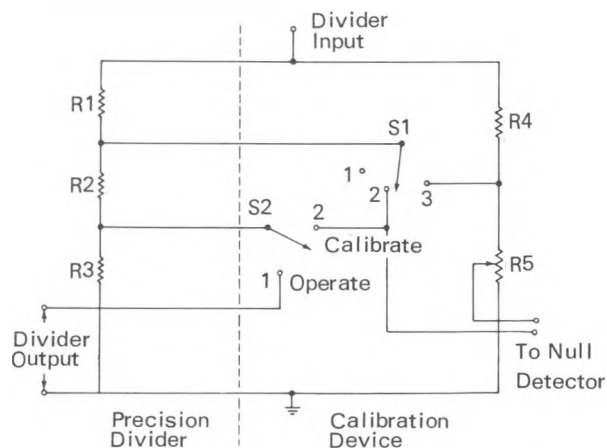 Divider
Input
R1
S1
R4
1
R2
2
3
S2
2
Calibrate
R3
1 Operate
R5
Divider
Output
To Null
Detector
Precision
Divider
Calibration
Device